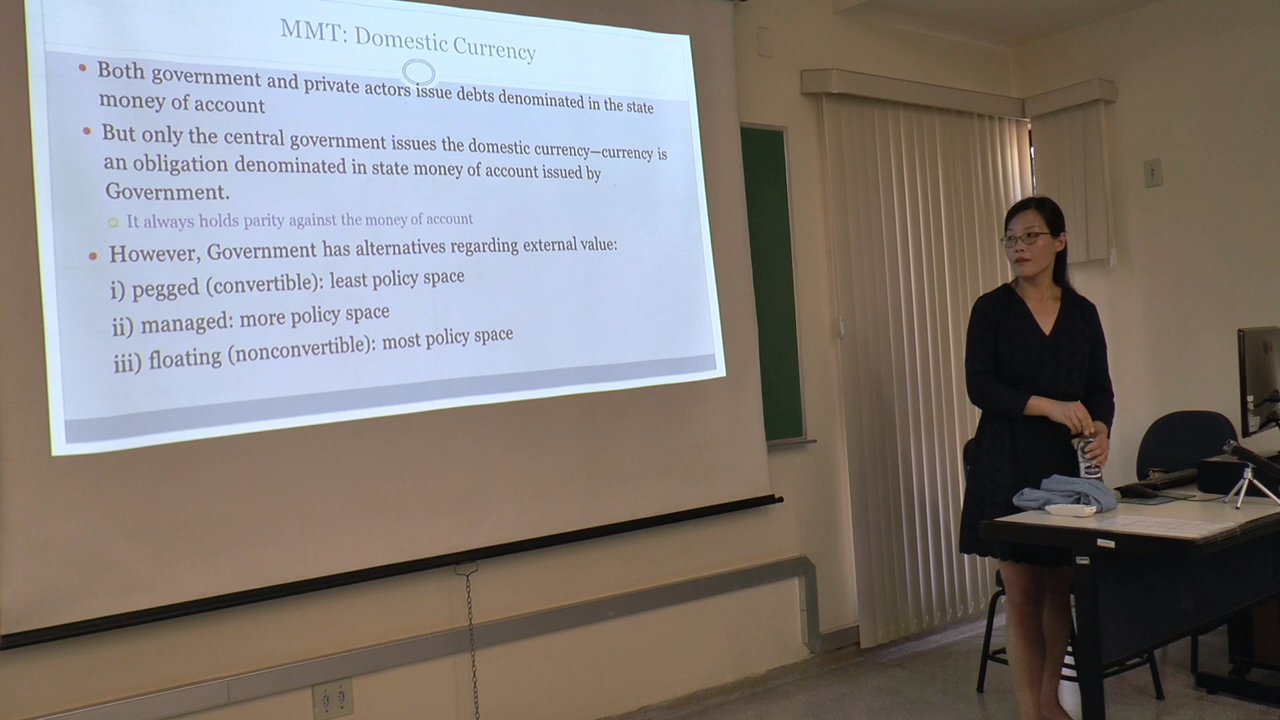 MMT: Domestic Currency
Both government and private actors issue debts denominated in the state
money of account
But only the central government issues the domestic currency—currency is
an obligation denominated in state money of account issued by
Government.
It always holds parity against the money of account
However, Government has alternatives regarding external value:
i) pegged (convertible): least policy space
ii) managed: more policy space
iii) floating (nonconvertible): most policy space